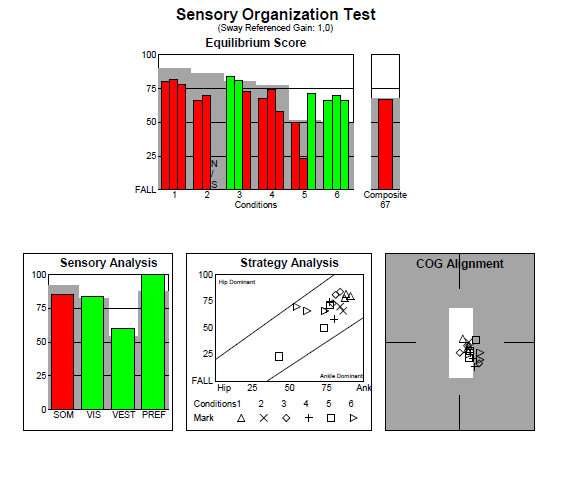 Sensory Organization Test
(Sway Referenced Gain: 1,0)
Equilibrium Score
100
75
50
25
FALL
N
/
S
1 2 3 4 5 6
Conditions
Composite
67
Sensory Analysis
100
75
50
25
0
SOM VIS VEST PREF
Strategy Analysis
100
75
50
25
FALL
Hip Dominant
Ankle Dominant
Hip 25 50 75 Ank
Conditions1 2 3 4 5 6
Mark
COG Alignment